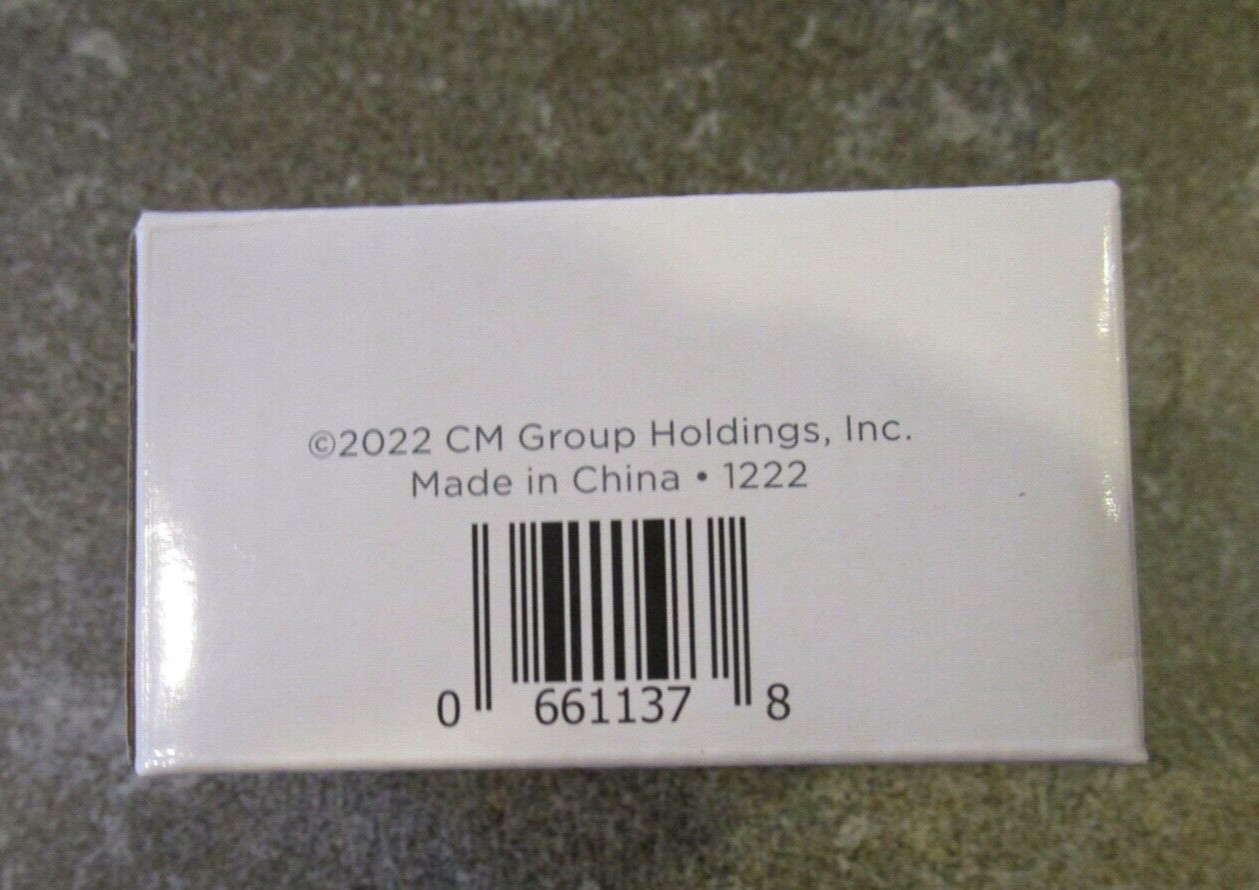 ©2022 CM Group Holdings, Inc.
Made in China • 1222
0 661137 8